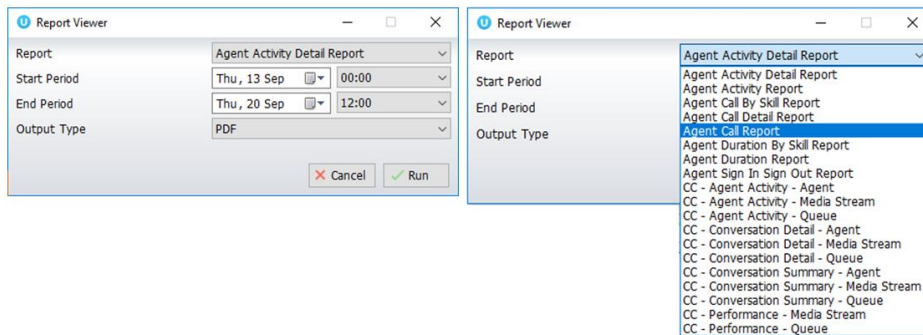 Report Viewer
Report Agent Activity Detail Report
Start Period Thu, 13 Sep 00:00
End Period Thu, 20 Sep 12:00
Output Type PDF
Cancel Run
Report Viewer
Report Agent Activity Detail Report
Start Period
End Period
Output Type
Agent Activity Detail Report
Agent Activity Report
Agent Call By Skill Report
Agent Call Detail Report
Agent Call Report
Agent Duration By Skill Report
Agent Duration Report
Agent Sign In Sign Out Report
CC - Agent Activity - Agent
CC - Agent Activity - Media Stream
CC - Agent Activity - Queue
CC - Conversation Detail - Agent
CC - Conversation Detail - Media Stream
CC - Conversation Detail - Queue
CC - Conversation Summary - Agent
CC - Conversation Summary - Media Stream
CC - Conversation Summary - Queue
CC - Performance - Media Stream
CC - Performance - Queue